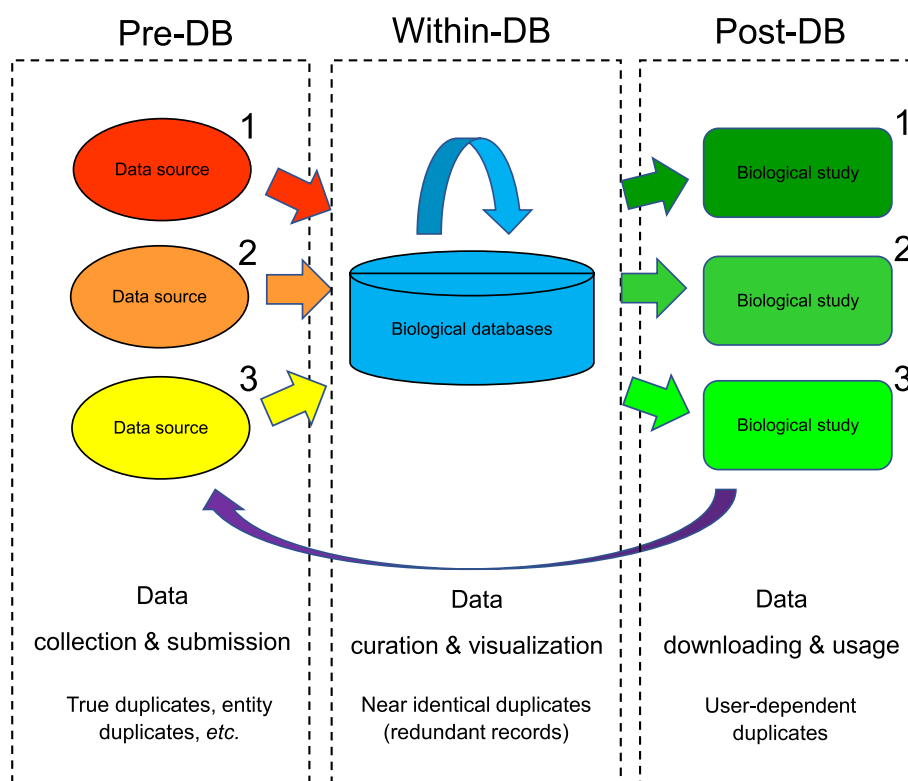 Pre-DB
Within-DB
Post-DB
1
Data source
2
Data source
3
Data source
Biological databases
1
Biological study
2
Biological study
3
Biological study
Data
collection & submission
True duplicates, entity
duplicates, etc.
Data
curation & visualization
Near identical duplicates
(redundant records)
Data
downloading & usage
User-dependent
duplicates